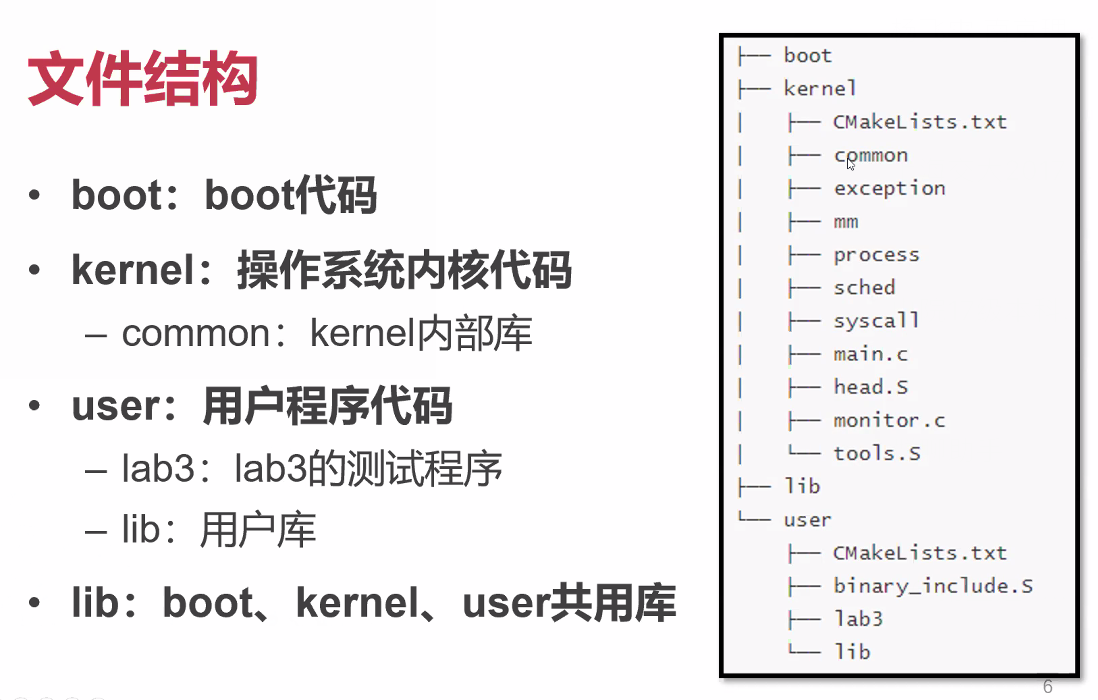 文件结构
• boot：boot代码
• kernel：操作系统内核代码
– common：kernel内部库
• user：用户程序代码
– lab3：lab3的测试程序
– lib：用户库
• lib：boot、kernel、user共用库
├── boot
├── kernel
│   ├── CMakeLists.txt
│   ├── common
│   ├── exception
│   ├── mm
│   ├── process
│   ├── sched
│   ├── syscall
│   ├── main.c
│   ├── head.S
│   ├── monitor.c
│   └── tools.S
├── lib
└── user
    ├── CMakeLists.txt
    ├── binary_include.S
    ├── lab3
    └── lib
6